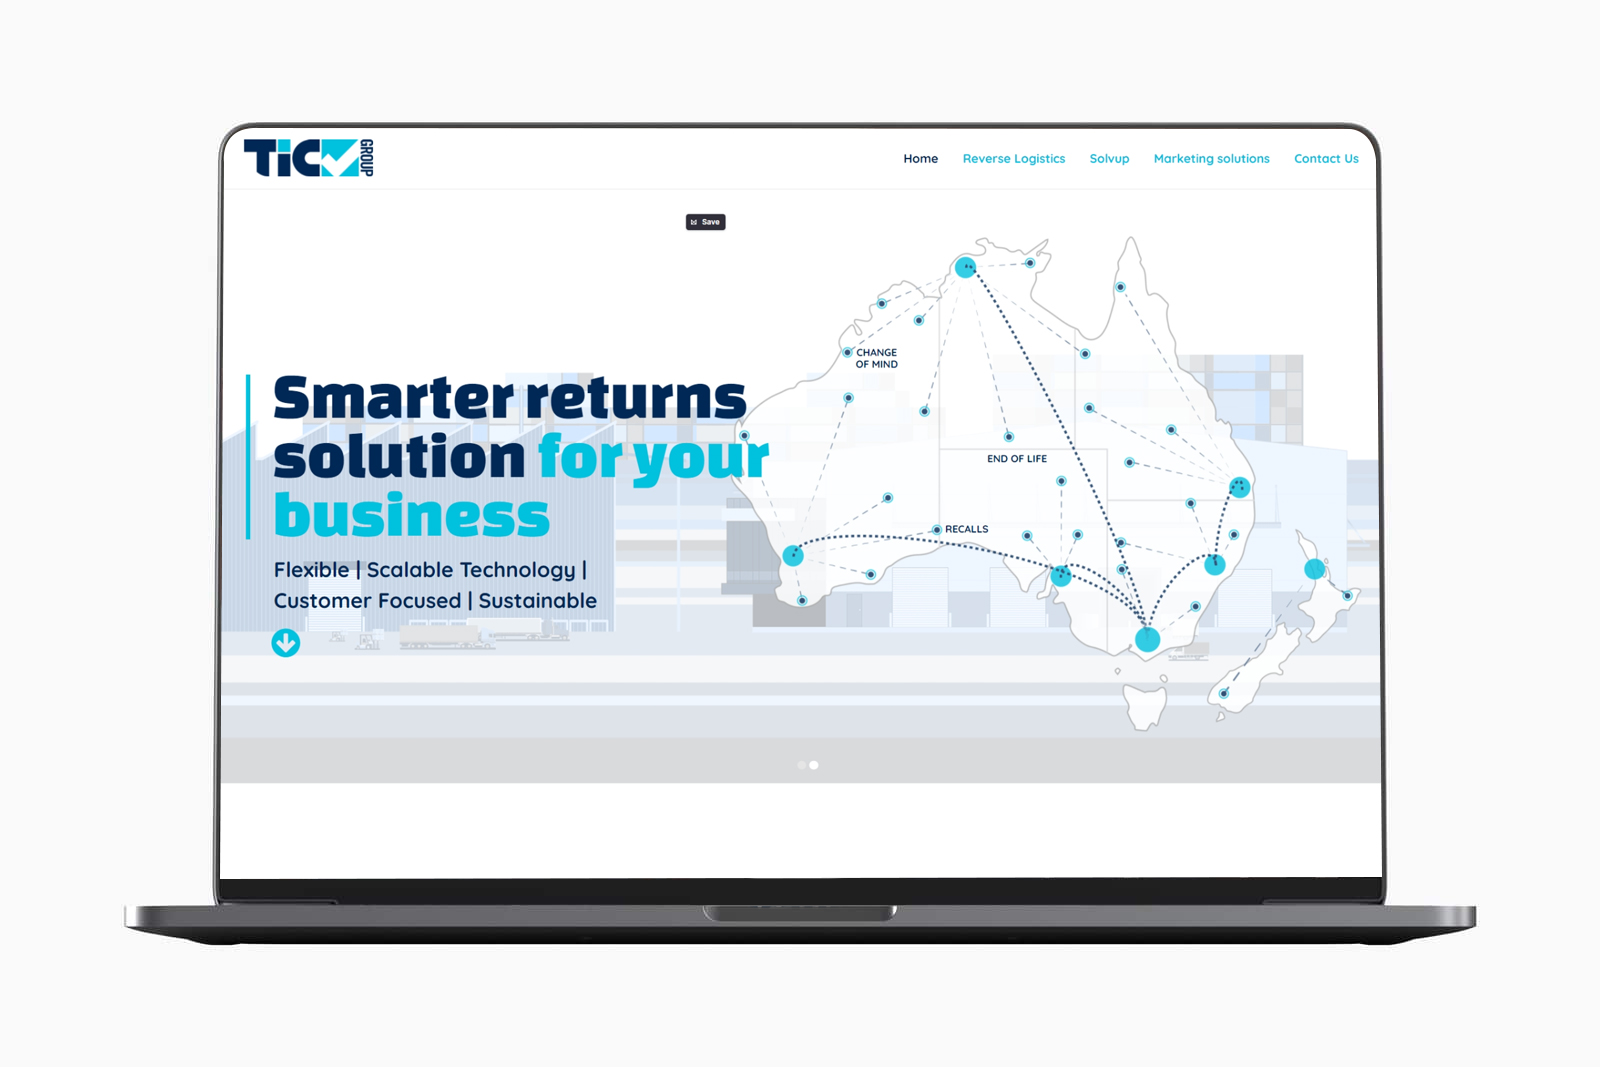 TiC GROUP
Home Reverse Logistics Solvup Marketing solutions Contact Us
Save
Smarter returns
solution for your
business
Flexible | Scalable Technology |
Customer Focused | Sustainable
CHANGE
OF MIND
END OF LIFE
RECALLS